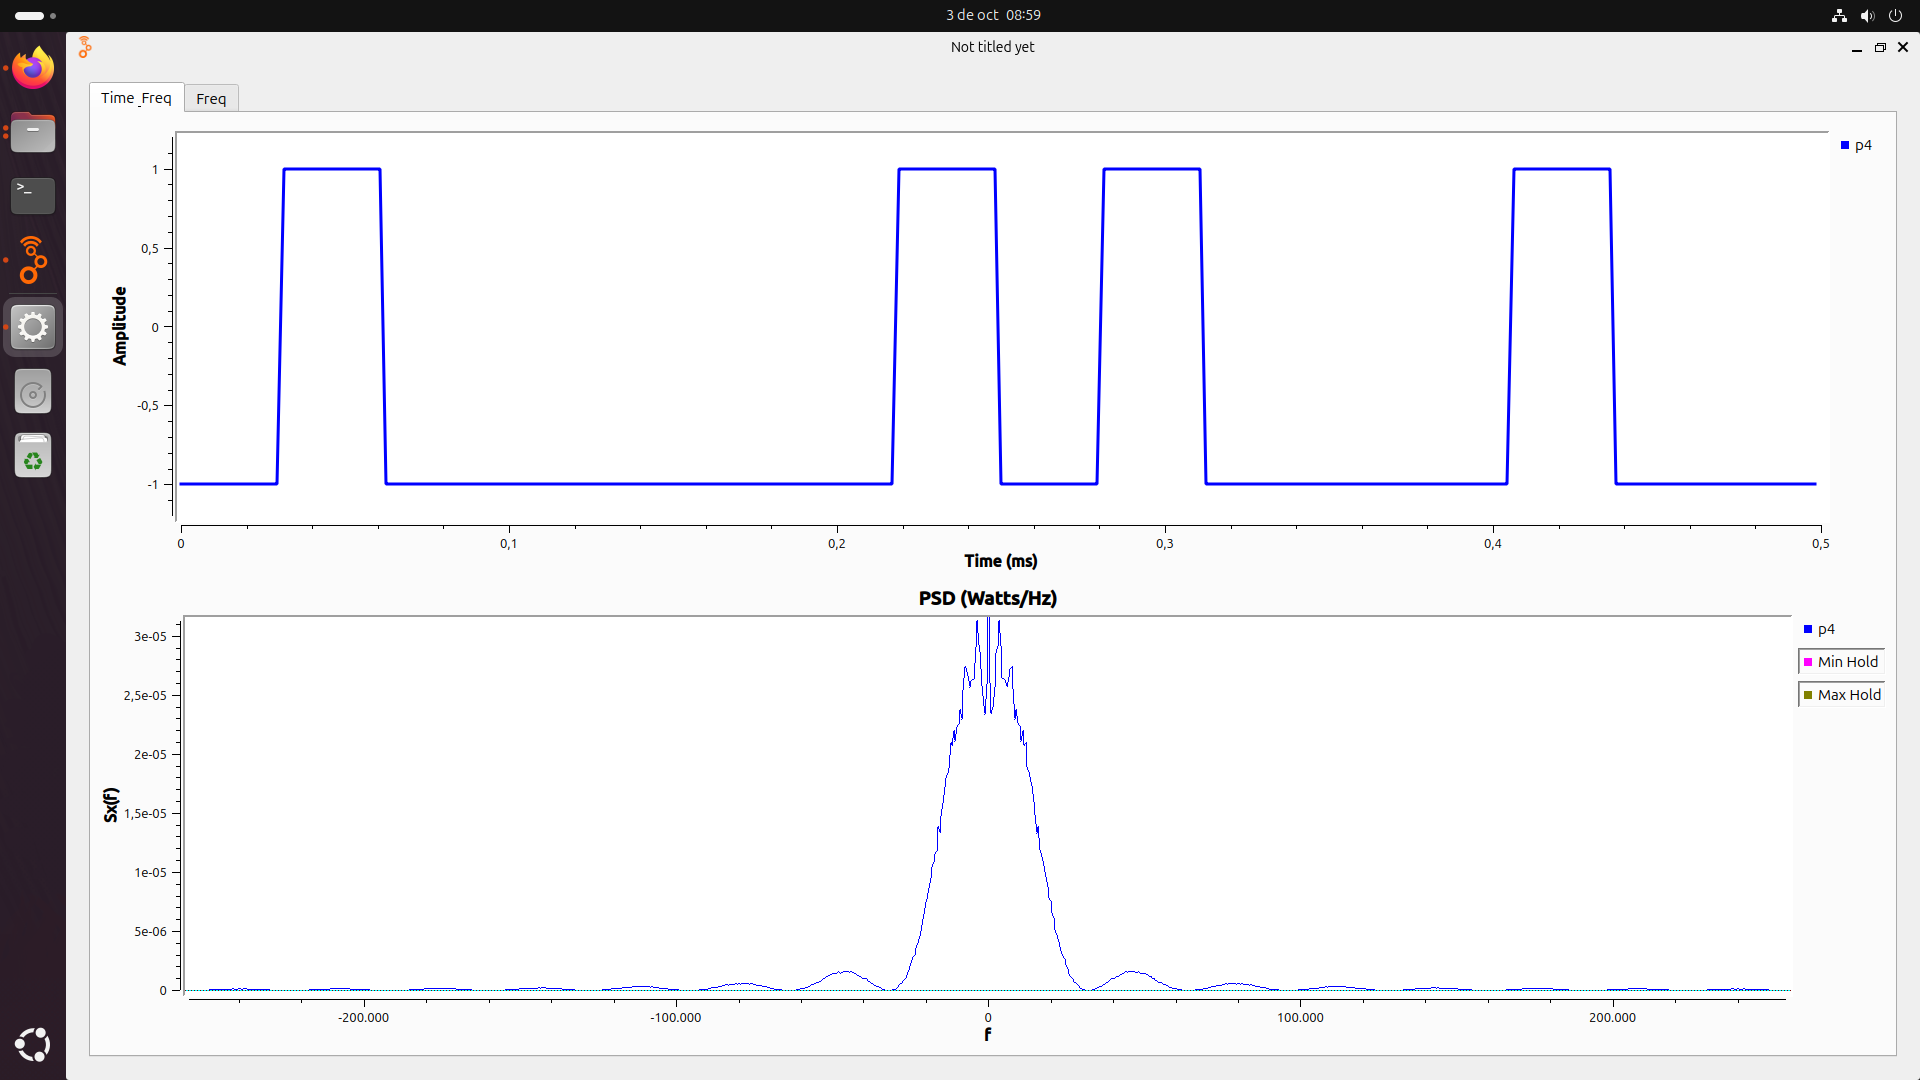 3 de oct 08:59
Not titled yet
Time_Freq
Freq
1
0,5
0
-0,5
-1
Amplitude
p4
0
0,1
0,2
0,3
0,4
0,5
Time (ms)
PSD (Watts/Hz)
3e-05
2,5e-05
2e-05
1,5e-05
1e-05
5e-06
0
Sx(f)
p4
Min Hold
Max Hold
-200.000
-100.000
0
100.000
200.000
f